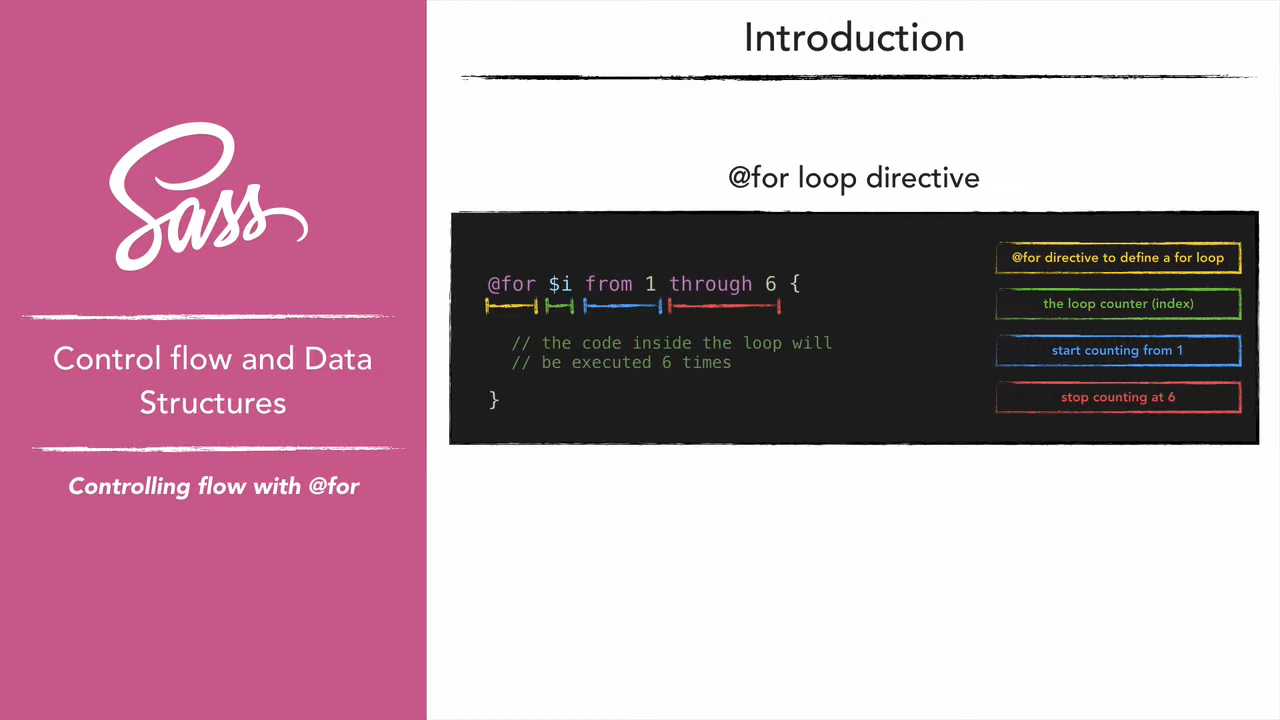 Sass
Control flow and Data
Structures
Controlling flow with @for
Introduction
@for loop directive
@for $i from 1 through 6 {
// the code inside the loop will
// be executed 6 times
}
@for directive to define a for loop
the loop counter (index)
start counting from 1
stop counting at 6